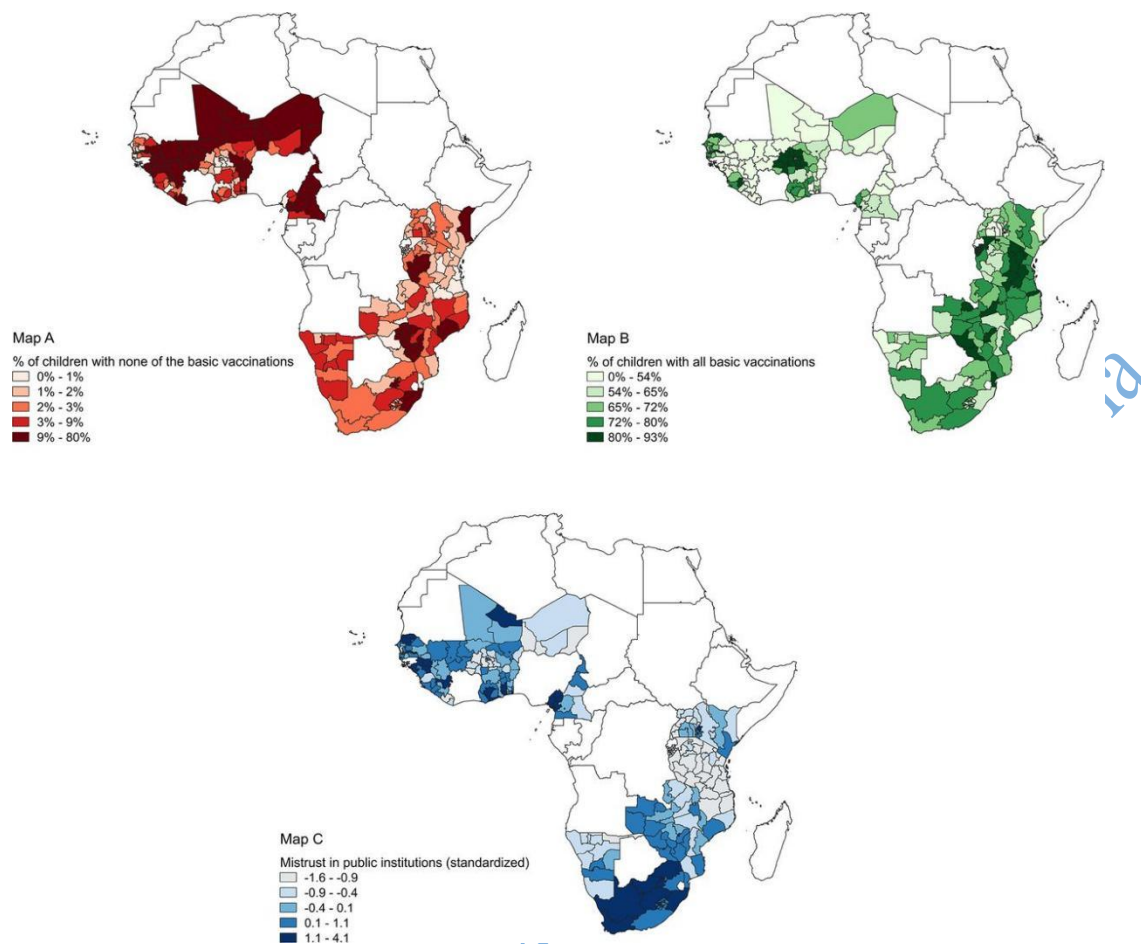 Map A
% of children with none of the basic vaccinations
0% - 1%
1% - 2%
2% - 3%
3% - 9%
9% - 80%
Map B
% of children with all basic vaccinations
0% - 54%
54% - 65%
65% - 72%
72% - 80%
80% - 93%
Map C
Mistrust in public institutions (standardized)
-1.6 - -0.9
-0.9 - -0.4
-0.4 - 0.1
0.1 - 1.1
1.1 - 4.1